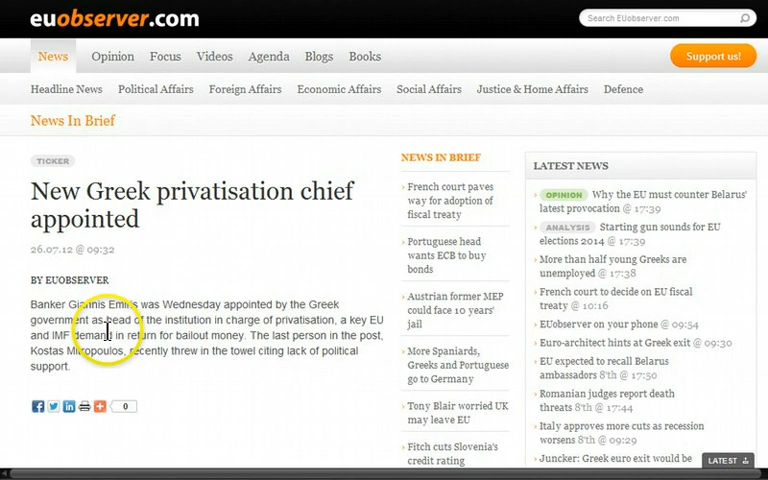 euobserver.com
Search EUobserver.com
News Opinion Focus Videos Agenda Blogs Books
Support us!
Headline News Political Affairs Foreign Affairs Economic Affairs Social Affairs Justice & Home Affairs Defence
News In Brief
TICKER
New Greek privatisation chief
appointed
26.07.12 @ 09:32
BY EUOBSERVER
Banker Giannis Emiris was Wednesday appointed by the Greek
government as head of the institution in charge of privatisation, a key EU
and IMF demand in return for bailout money. The last person in the post,
Kostas Mitropoulos, recently threw in the towel citing lack of political
support.
0
NEWS IN BRIEF
French court paves
way for adoption of
fiscal treaty
Portuguese head
wants ECB to buy
bonds
Austrian former MEP
could face 10 years'
jail
More Spaniards,
Greeks and Portuguese
go to Germany
Tony Blair worried UK
may leave EU
Fitch cuts Slovenia's
credit rating
LATEST NEWS
OPINION Why the EU must counter Belarus'
latest provocation @ 17:39
ANALYSIS Starting gun sounds for EU
elections 2014 @ 17:39
More than half young Greeks are
unemployed @ 17:38
French court to decide on EU fiscal
treaty @ 10:16
EUobserver on your phone @ 09:54
Euro-architect hints at Greek exit @ 09:30
EU expected to recall Belarus
ambassadors 8'th @ 17:50
Romanian judges report death
threats 8'th @ 17:44
Italy approves more cuts as recession
worsens 8'th @ 09:29
Juncker: Greek euro exit would be
LATEST